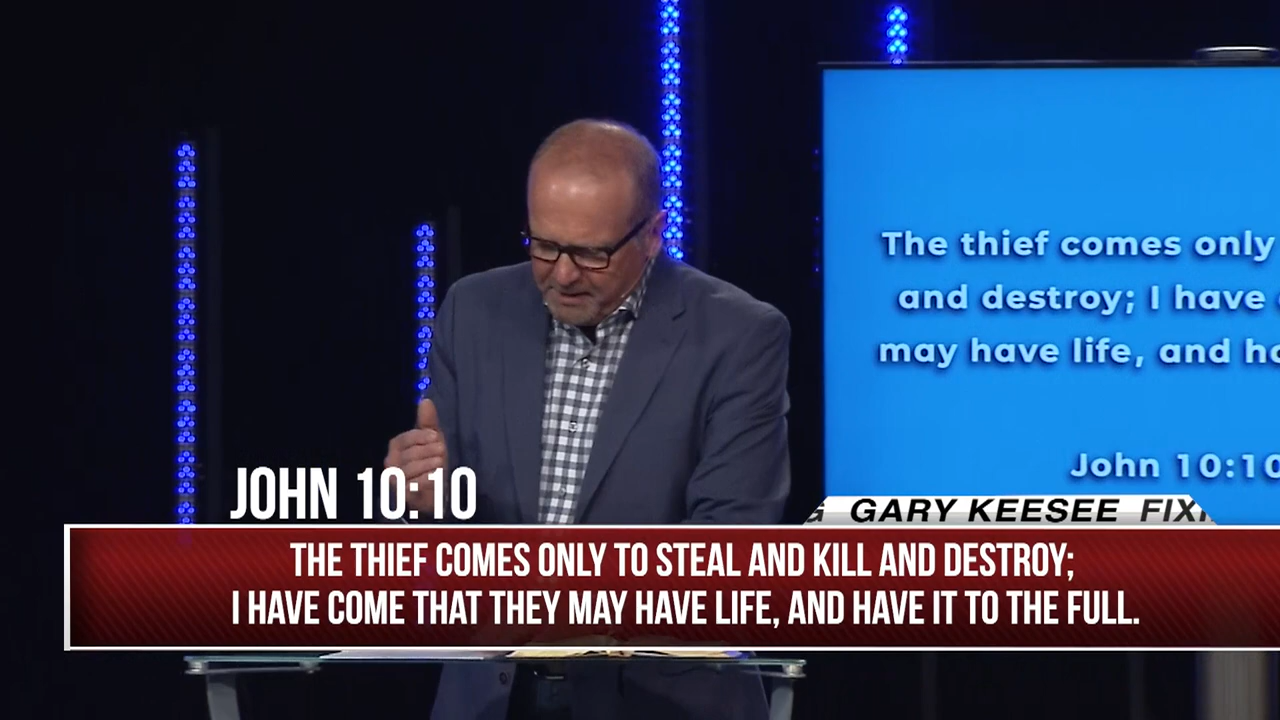 The thief comes only
and destroy; I have
may have life, and
John 10:10
JOHN 10:10
GARY KEESEE
THE THIEF COMES ONLY TO STEAL AND KILL AND DESTROY;
I HAVE COME THAT THEY MAY HAVE LIFE, AND HAVE IT TO THE FULL.